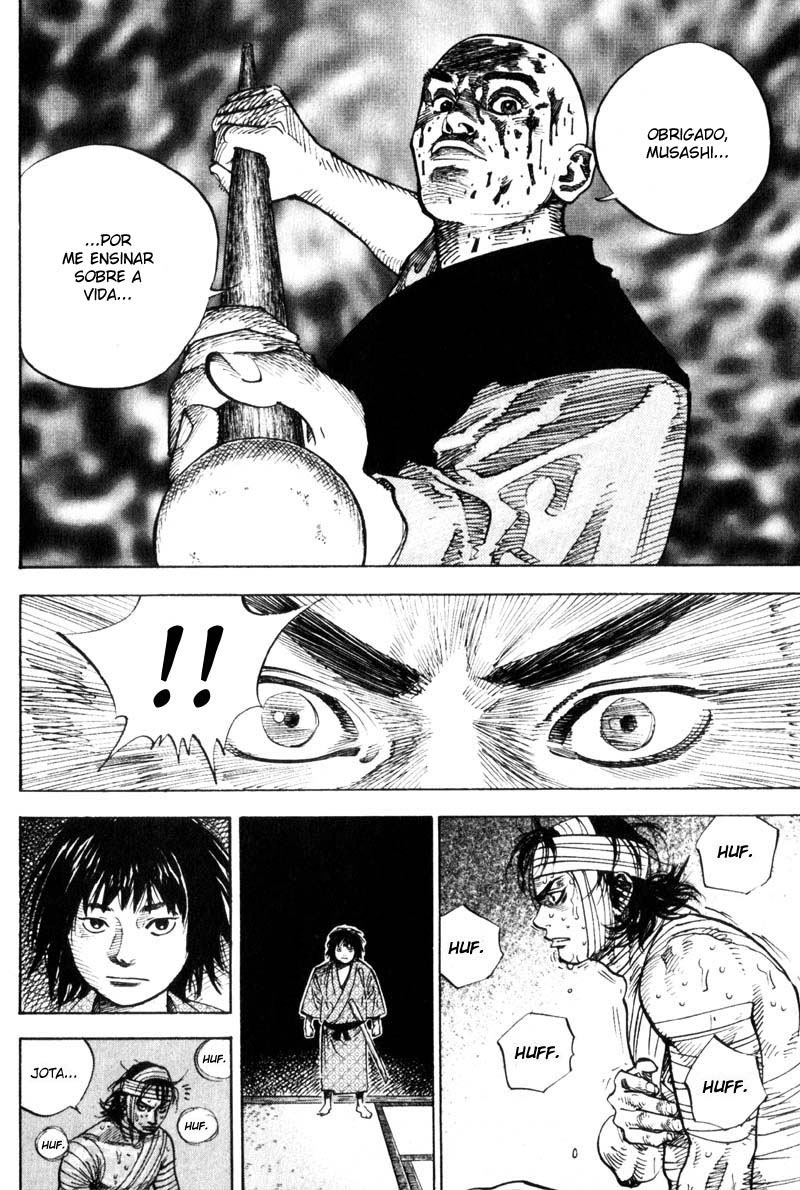 OBRIGADO,
MUSASHI...
...POR
ME ENSINAR
SOBRE A
VIDA...
!!
HUF.
HUF.
HUFF.
HUFF.
JOTA...
HUF.
HUF.
HUF.